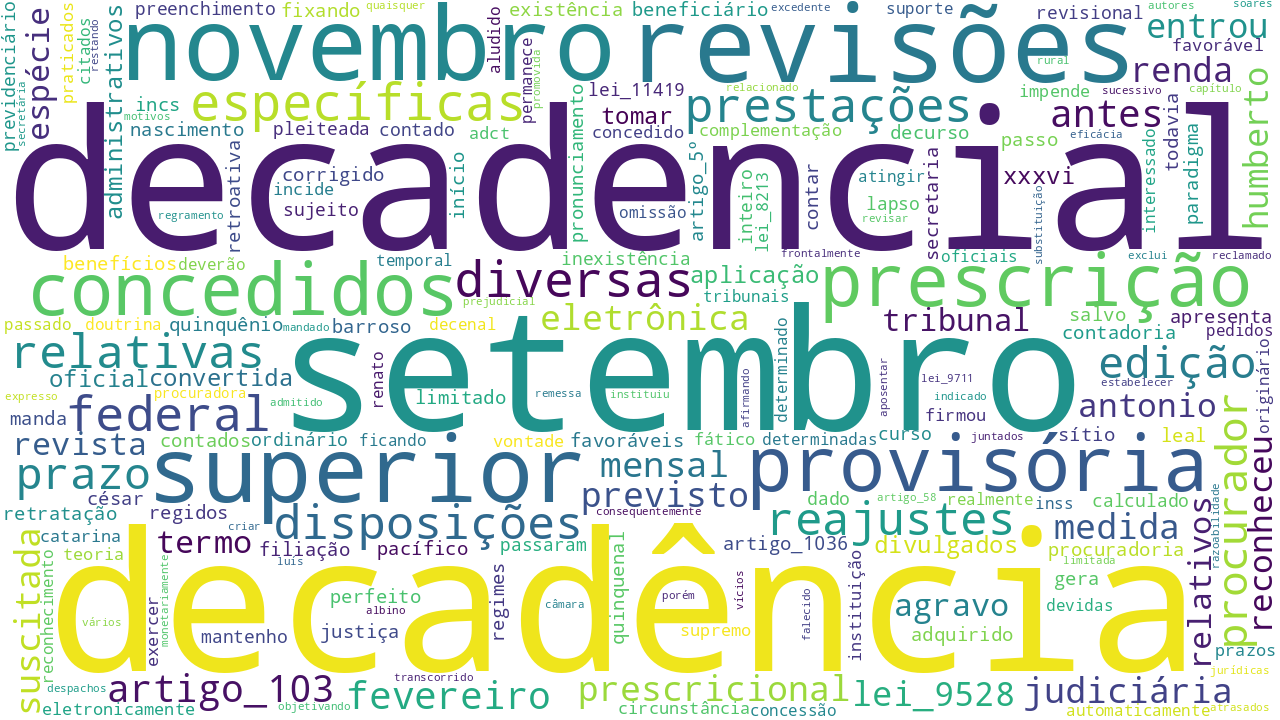 previdenciário
secretária
restando
citados
praticados
espécie
administrativos
motivos
preenchimento
fixando
quaisquer
existência
beneficiário
excedente
suporte
revisional
autores
soares
entrou
favorável
novembro
revisões
renda
aludido
permanece
promovida
específicas
lei_11419
relacionado
prestações
rural
impende
sucessivo
capítulo
antes
humberto
incs
nascimento
pleiteada
contado
adct
pronunciamento
concedido
tomar
complementação
decurso
passo
eficácia
todavia
interessado
paradigma
decadencial
retroativa
corrigido
incide
sujeito
regramento
início
omissão
artigo_5º
inteiro
lei_8213
contar
atingir
lapso
revisar
secretaria
xxxvi
substituição
benefícios
deverão
temporal
inexistência
frontalmente
oficiais
exclui
reclamado
concedidos
diversas
prejudicial
aplicação
tribunais
prescrição
passado
doutrina
quinquênio
mandado
barroso
decenal
eletrônica
tribunal
salvo
apresenta
contadoria
pedidos
relativas
setembro
determinado
edição
originário
oficial
convertida
renato
afirmando
aposentar
lei_9711
estabelecer
expresso
procuradora
admitido
limitado
remessa
instituiu
indicado
firmou
antonio
manda
federal
revista
contados
ordinário
ficando
vontade
favoráveis
fático
determinadas
curso
juntados
sítio
leal
procurador
reconheceu
prazo
superior
mensal
provisória
césar
previsto
dado
artigo_58
realmente
inss
calculado
retratação
regidos
criar
disposições
consequentemente
reajustes
medida
razoabilidade
relativos
suscitada
catarina
teoria
reconhecimento
termo
luis
filiação
pacífico
passaram
quinquenal
artigo_1036
divulgados
procuradoria
limitada
gera
decadência
monetariamente
exercer
vários
mantenho
perfeito
albino
justiça
regimes
câmara
porém
supremo
vícios
falecido
instituição
agravo
adquirido
devidas
automaticamente
prazos
jurídicas
despachos
eletronicamente
artigo_103
objetivando
transcorrido
fevereiro
prescricional
circunstância
concessão
lei_9528
judiciária
atrasados